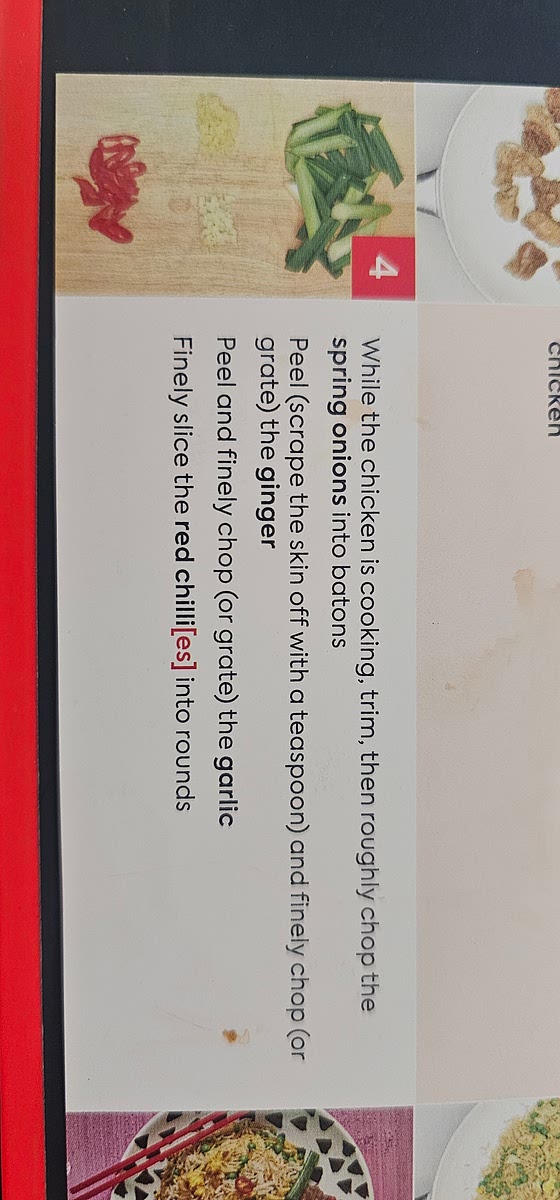 chicken
4
While the chicken is cooking, trim, then roughly chop the
spring onions into batons
Peel (scrape the skin off with a teaspoon) and finely chop (or
grate) the ginger
Peel and finely chop (or grate) the garlic
Finely slice the red chilli[es] into rounds